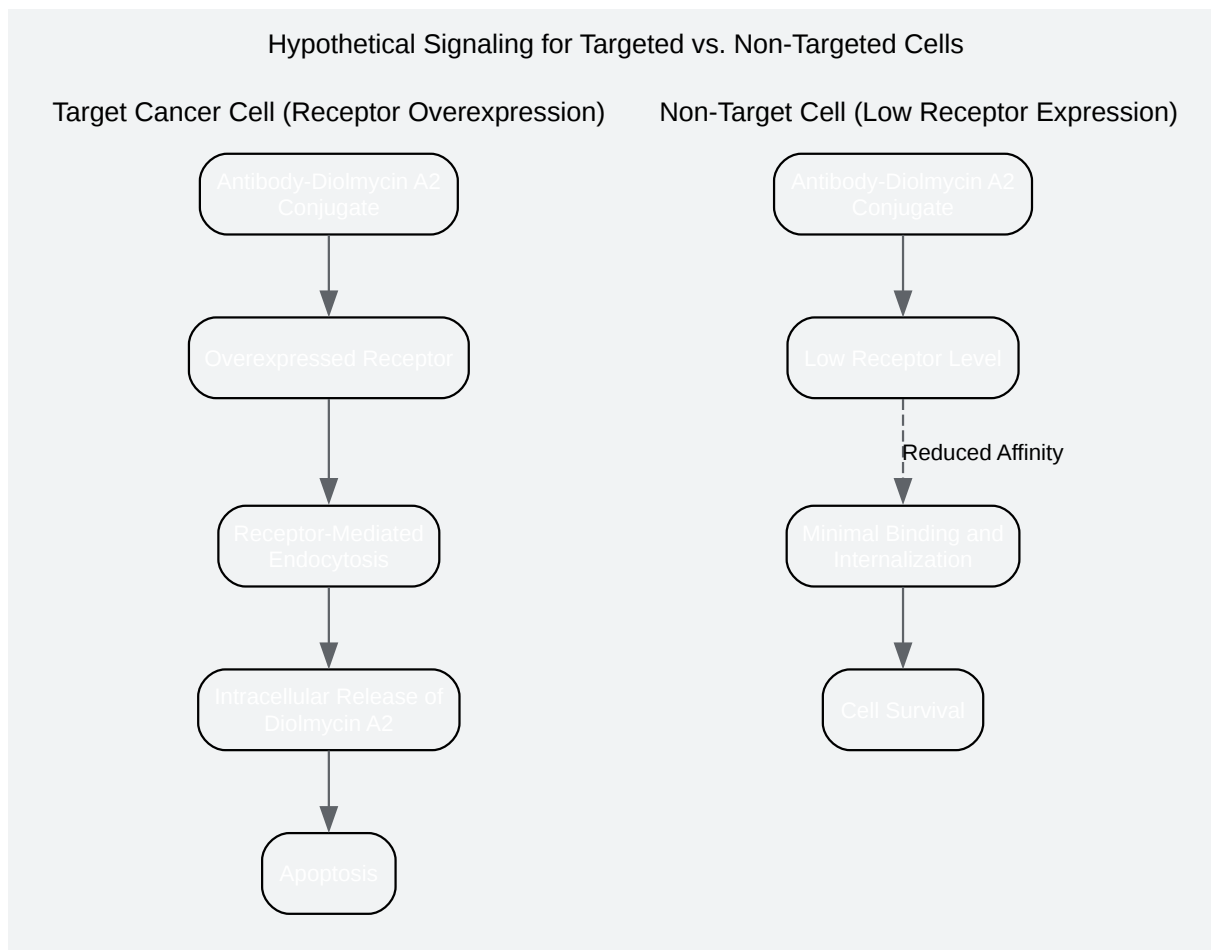 Hypothetical Signaling for Targeted vs. Non-Targeted Cells
Target Cancer Cell (Receptor Overexpression)
Antibody-Diolmycin A2
Conjugate
Overexpressed Receptor
Receptor-Mediated
Endocytosis
Intracellular Release of
Diolmycin A2
Apoptosis
Non-Target Cell (Low Receptor Expression)
Antibody-Diolmycin A2
Conjugate
Low Receptor Level
Reduced Affinity
Minimal Binding and
Internalization
Cell Survival